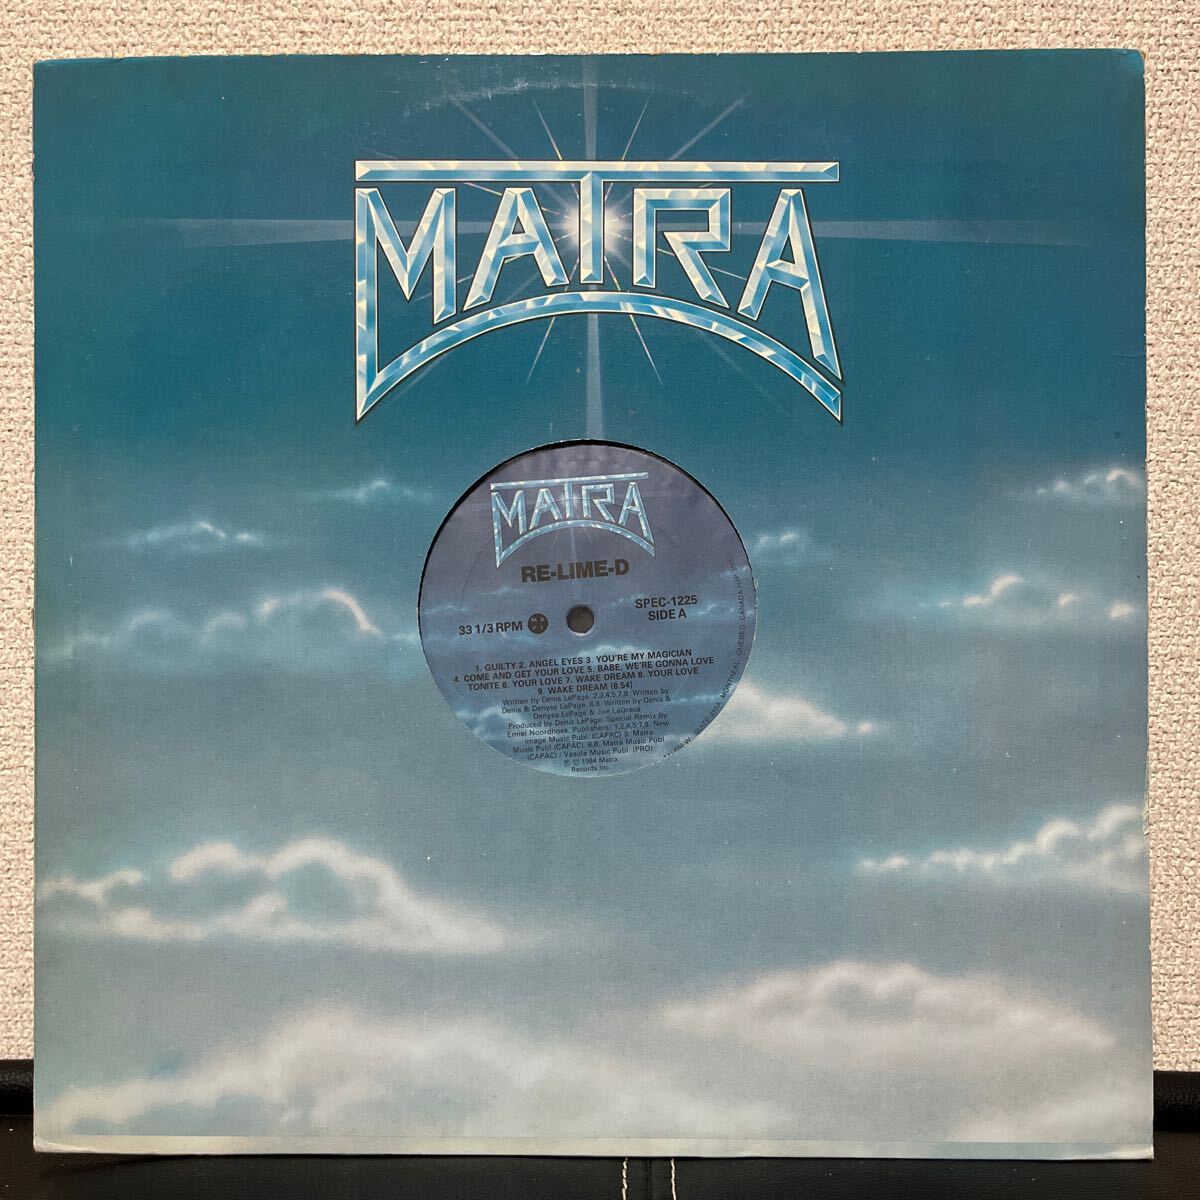 MATRA
MATRA
RE-LIME-D
SPEC-1225
SIDE A
33 1/3 RPM
1. GUILTY 2. ANGEL EYES 3. YOU'RE MY MAGICIAN
4. COME AND GET YOUR LOVE 5. BABE, WE'RE GONNA LOVE
TONITE 6. YOUR LOVE 7. WAKE DREAM 8. YOUR LOVE
9. WAKE DREAM (8.54)
Written by Denis LePage. 2,3,4,5,7,9. Written by
Denis & Denyse LePage. 6,8. Written by Denis &
Denyse LePage & Joe LaGreca
Produced by Denis LePage. Special Remix by
Emiel Noordhoek. Publishers: 1,2,4,5,7,9. New
Image Music Publ. (CAPAC) 3. Matra
Music Publ (CAPAC). 6,8. Matra Music Publ
(CAPAC) / Vasula Music Publ. (PRO)
℗ © 1984 Matra
Records Inc.
MONTREAL, QUEBEC, CANADA